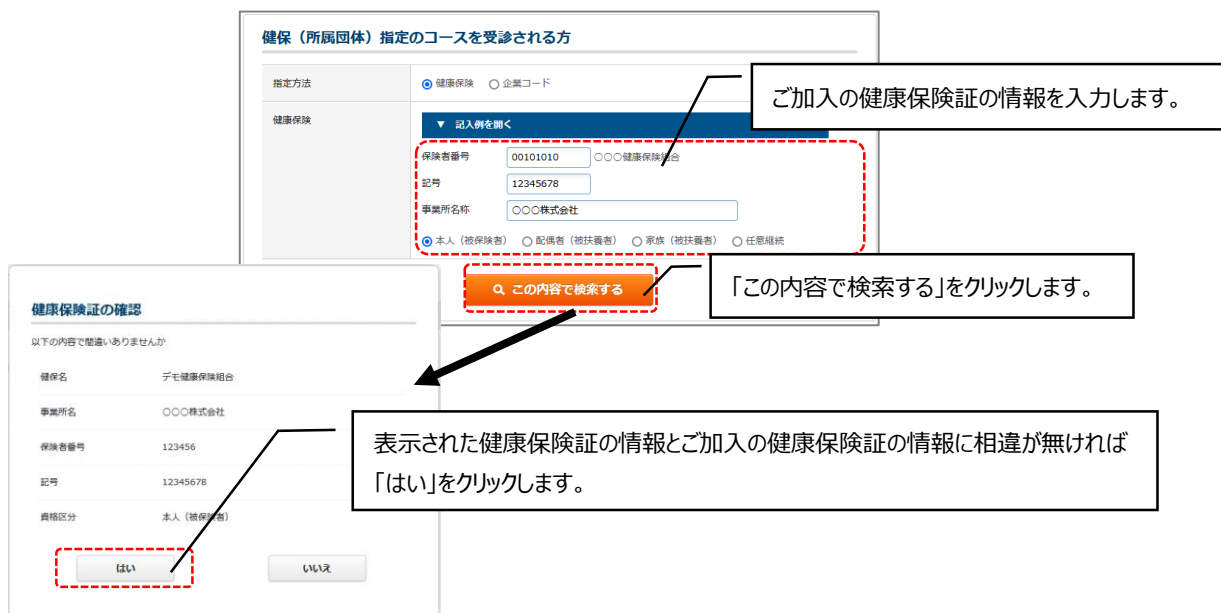 健保（所属団体）指定のコースを受診される方
指定方法
健康保険 企業コード
ご加入の健康保険証の情報を入力します。
健康保険
▼ 記入例を開く
保険者番号 00101010 〇〇〇健康保険組合
記号 12345678
事業所名称 〇〇〇株式会社
本人（被保険者） 配偶者（被扶養者） 家族（被扶養者） 任意継続
この内容で検索する
「この内容で検索する」をクリックします。
健康保険証の確認
以下の内容で間違いありませんか
健保名 デモ健康保険組合
事業所名 〇〇〇株式会社
保険者番号 123456
記号 12345678
資格区分 本人（被保険者）
はい いいえ
表示された健康保険証の情報とご加入の健康保険証の情報に相違が無ければ
「はい」をクリックします。